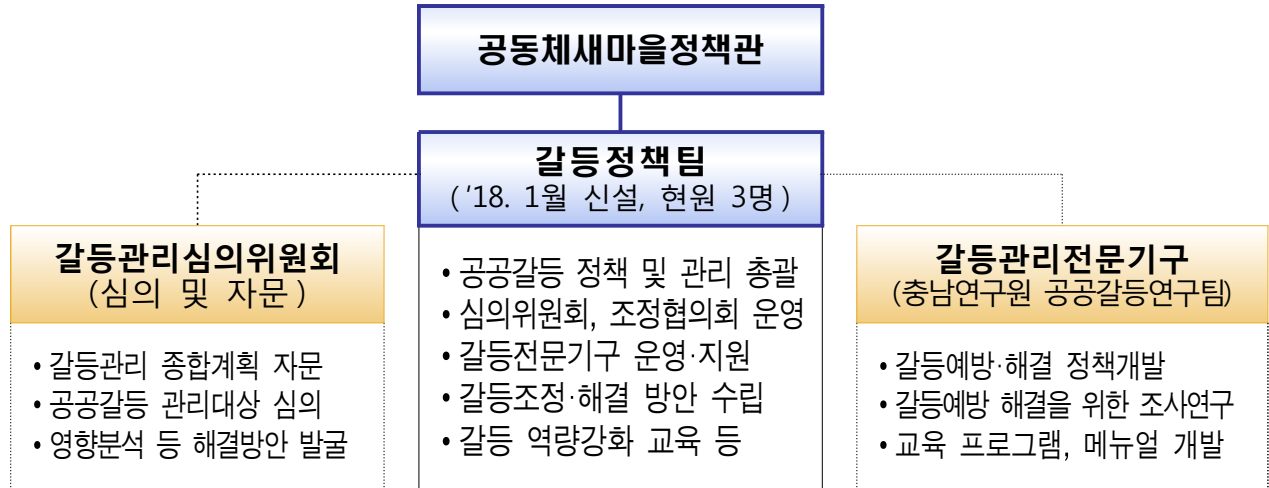 공동체새마을정책관
갈등정책팀
('18. 1월 신설, 현원 3명)
갈등관리심의위원회
(심의 및 자문)
• 갈등관리 종합계획 자문
• 공공갈등 관리대상 심의
• 영향분석 등 해결방안 발굴
• 공공갈등 정책 및 관리 총괄
• 심의위원회, 조정협의회 운영
• 갈등전문기구 운영·지원
• 갈등조정·해결 방안 수립
• 갈등 역량강화 교육 등
갈등관리전문기구
(충남연구원 공공갈등연구팀)
• 갈등예방·해결 정책개발
• 갈등예방 해결을 위한 조사연구
• 교육 프로그램, 메뉴얼 개발